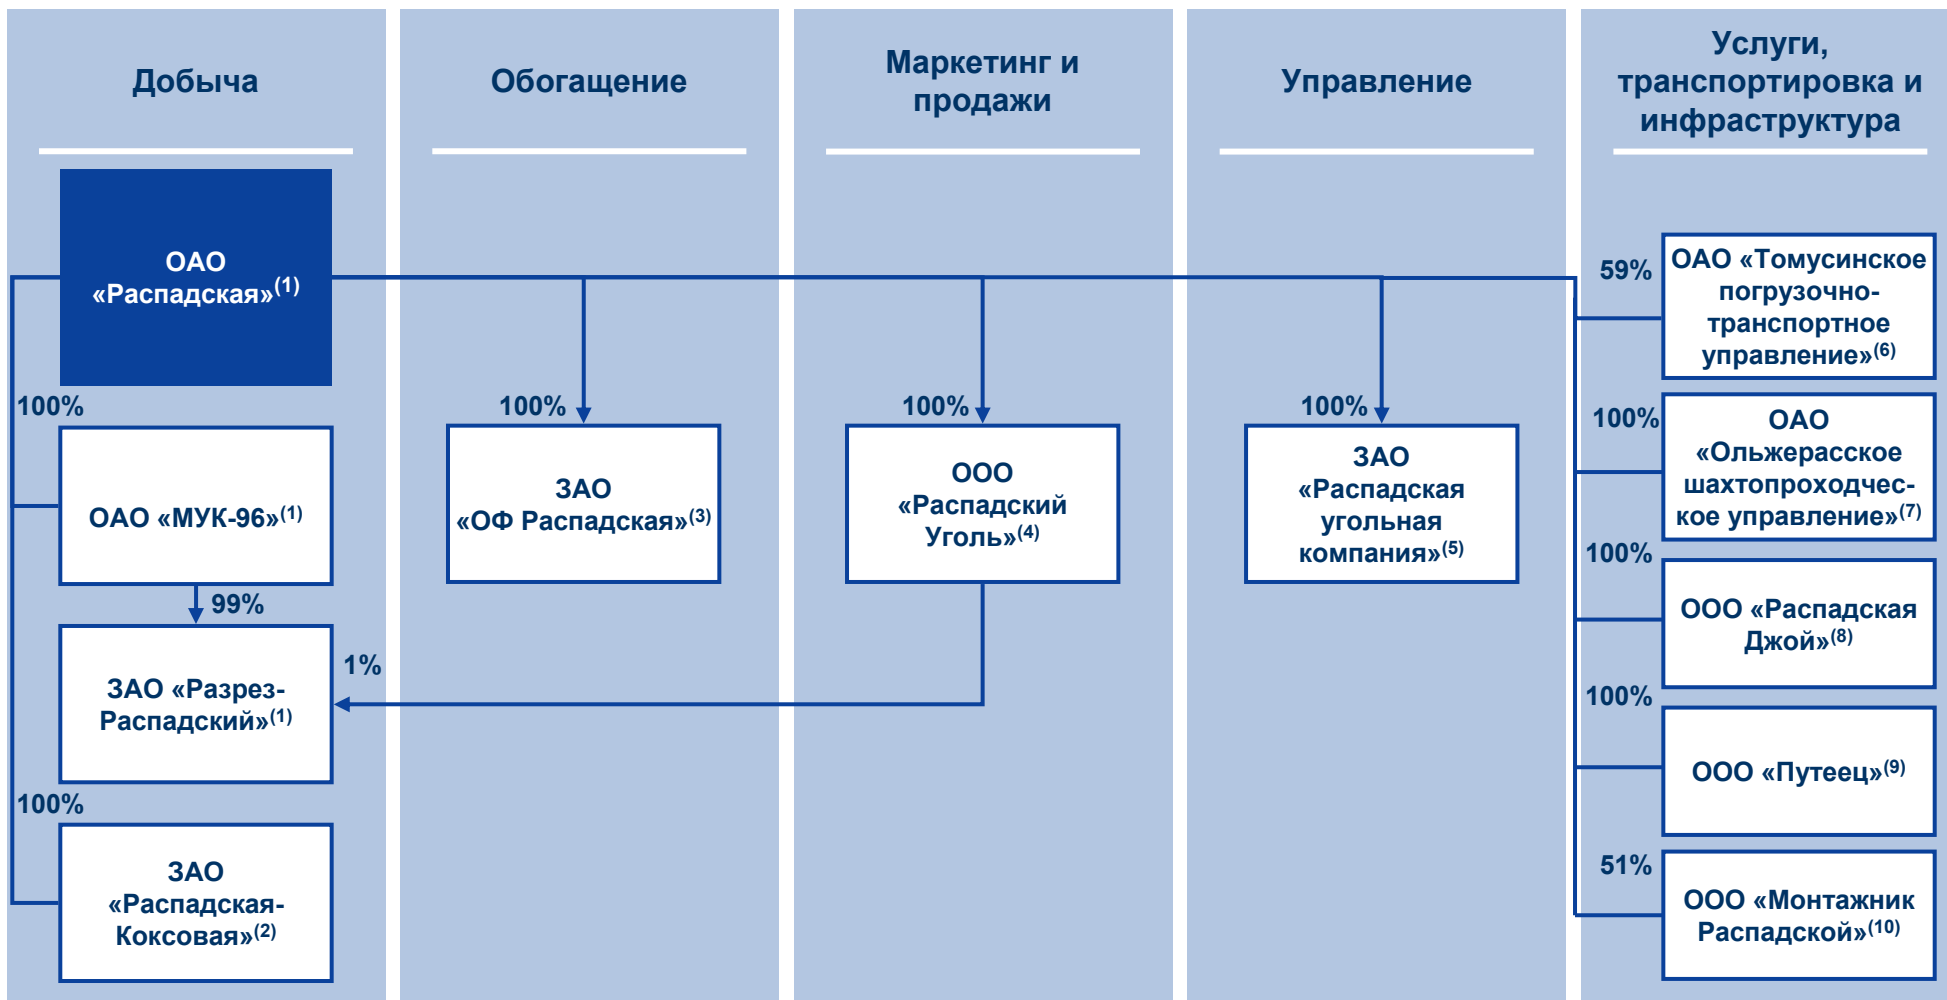 Добыча
Обогащение
Маркетинг и
продажи
Управление
Услуги,
транспортировка и
инфраструктура
ОАО
«Распадская»(1)
100%
ОАО «МУК-96»(1)
99%
ЗАО «Разрез-
Распадский»(1)
1%
100%
ЗАО
«Распадская-
Коксовая»(2)
100%
ЗАО
«ОФ Распадская»(3)
100%
ООО
«Распадский
Уголь»(4)
100%
ЗАО
«Распадская
угольная
компания»(5)
59%
ОАО «Томусинское
погрузочно-
транспортное
управление»(6)
100%
ОАО
«Ольжерасское
шахтопроходчес-
кое управление»(7)
100%
ООО «Распадская
Джой»(8)
100%
ООО «Путеец»(9)
51%
ООО «Монтажник
Распадской»(10)